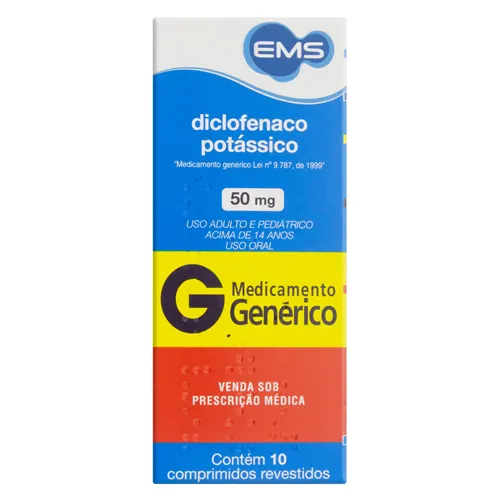 EMS
diclofenaco
potássico
"Medicamento genérico Lei nº 9.787, de 1999"
50 mg
USO ADULTO E PEDIÁTRICO
ACIMA DE 14 ANOS
USO ORAL
G Medicamento
Genérico
VENDA SOB
PRESCRIÇÃO MÉDICA
Contém 10
comprimidos revestidos